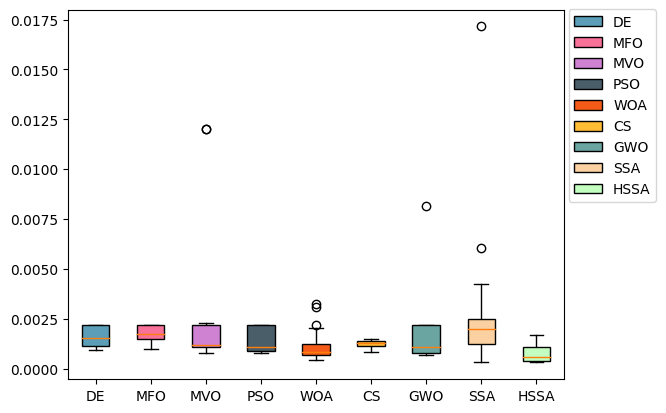 0.0175
0.0150
0.0125
0.0100
0.0075
0.0050
0.0025
0.0000
DE MFO MVO PSO WOA CS GWO SSA HSSA
DE
MFO
MVO
PSO
WOA
CS
GWO
SSA
HSSA